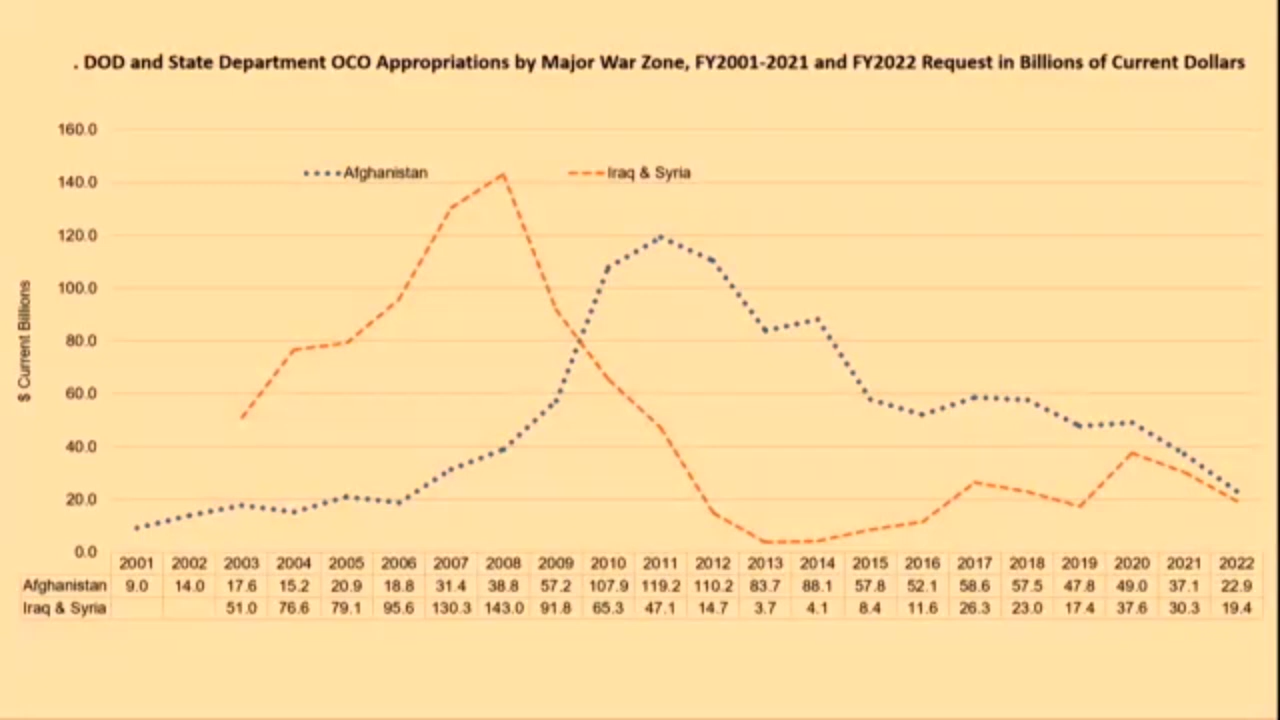 . DOD and State Department OCO Appropriations by Major War Zone, FY2001-2021 and FY2022 Request in Billions of Current Dollars
160.0
Afghanistan Iraq & Syria
140.0
120.0
100.0
80.0
60.0
40.0
20.0
0.0
$ Current Billions
2001 2002 2003 2004 2005 2006 2007 2008 2009 2010 2011 2012 2013 2014 2015 2016 2017 2018 2019 2020 2021 2022
Afghanistan 9.0 14.0 17.6 15.2 20.9 18.8 31.4 38.8 57.2 107.9 119.2 110.2 83.7 88.1 57.8 52.1 58.6 57.5 47.8 49.0 37.1 22.9
Iraq & Syria 51.0 76.6 79.1 95.6 130.3 143.0 91.8 65.3 47.1 14.7 3.7 4.1 8.4 11.6 26.3 23.0 17.4 37.6 30.3 19.4